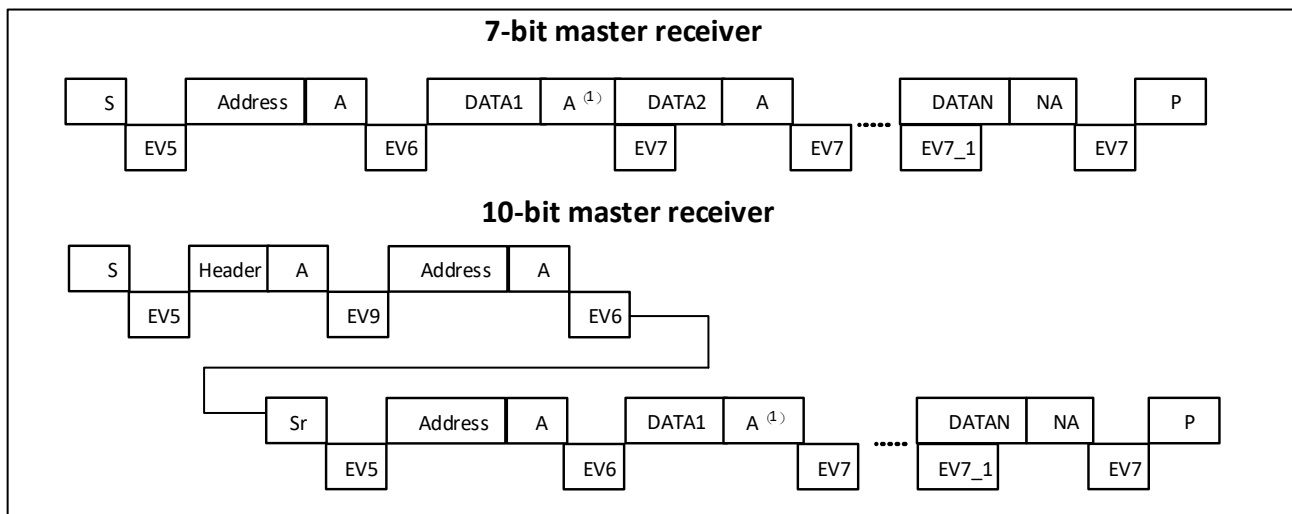 7-bit master receiver
S Address A DATA1 A (1) DATA2 A ..... DATAN NA P
EV5 EV6 EV7 EV7 EV7_1 EV7
10-bit master receiver
S Header A Address A
EV5 EV9 EV6
Sr Address A DATA1 A (1) ..... DATAN NA P
EV5 EV6 EV7 EV7_1 EV7